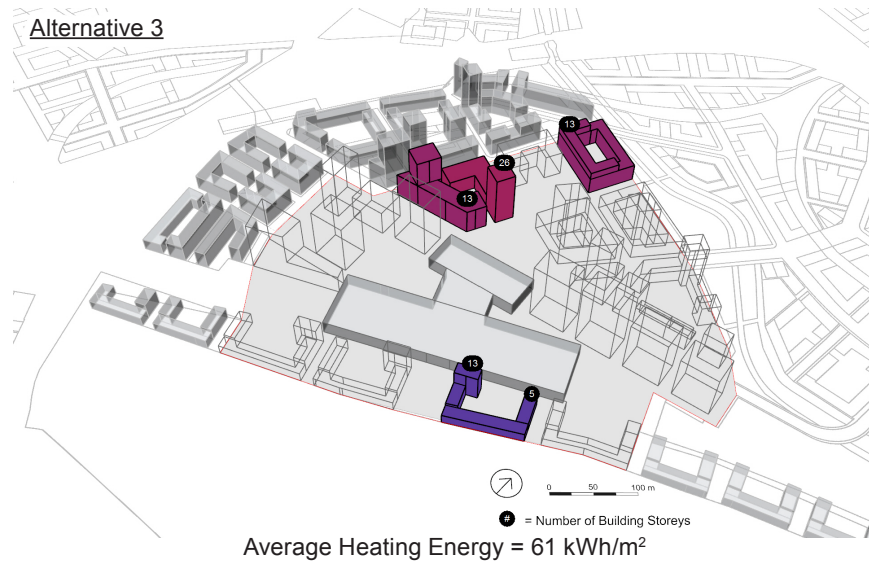 Alternative 3
13
26
13
13
5
0 50 100 m
# = Number of Building Storeys
Average Heating Energy = 61 kWh/m²